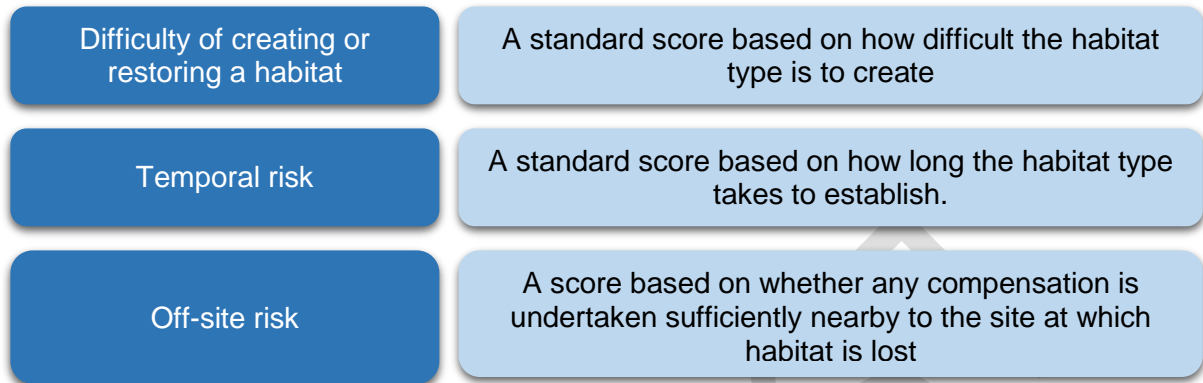 Difficulty of creating or
restoring a habitat
A standard score based on how difficult the habitat
type is to create
Temporal risk
A standard score based on how long the habitat type
takes to establish.
Off-site risk
A score based on whether any compensation is
undertaken sufficiently nearby to the site at which
habitat is lost